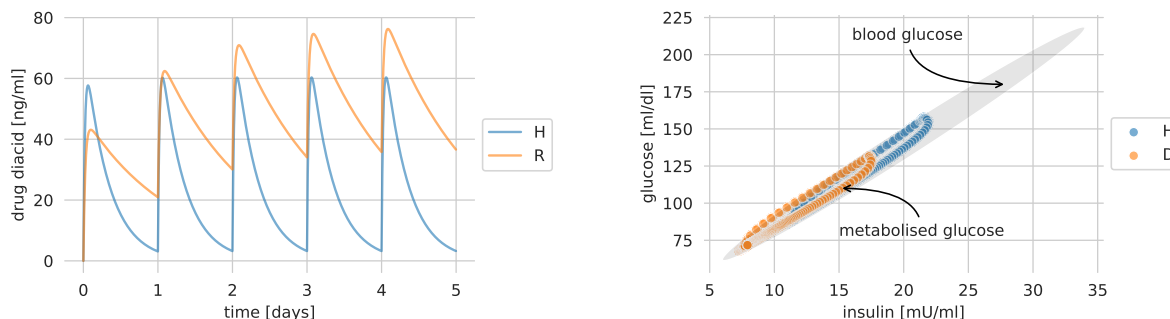 drug diacid [ng/ml]
80
60
40
20
0
0 1 2 3 4 5
time [days]
H
R
glucose [ml/dl]
225
200
175
150
125
100
75
5 10 15 20 25 30 35
insulin [mU/ml]
blood glucose
metabolised glucose
H
D